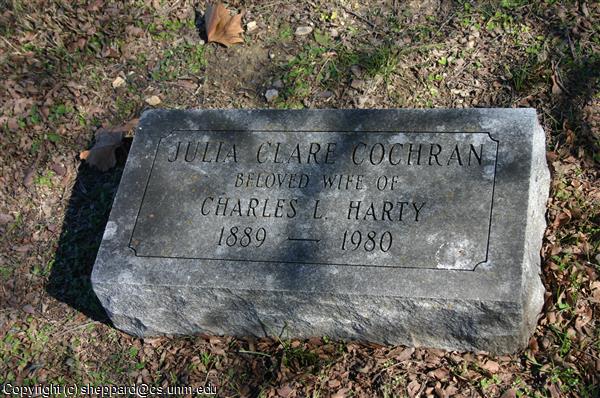 JULIA CLARE COCHRAN
BELOVED WIFE OF
CHARLES L. HARTY
1889 — 1980
Copyright (c) sheppard@cs.unm.edu